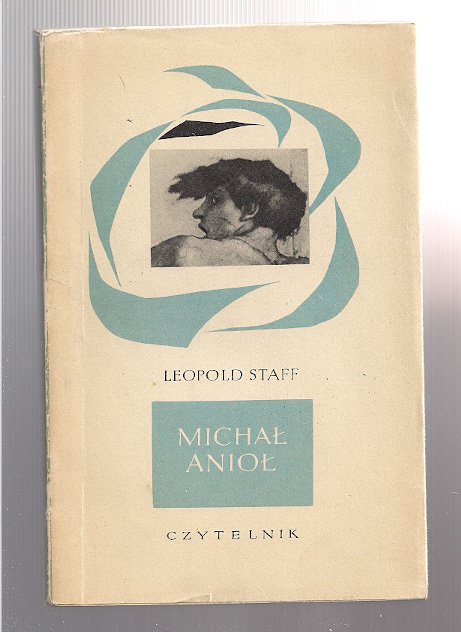 LEOPOLD STAFF
MICHAŁ
ANIOŁ
CZYTELNIK